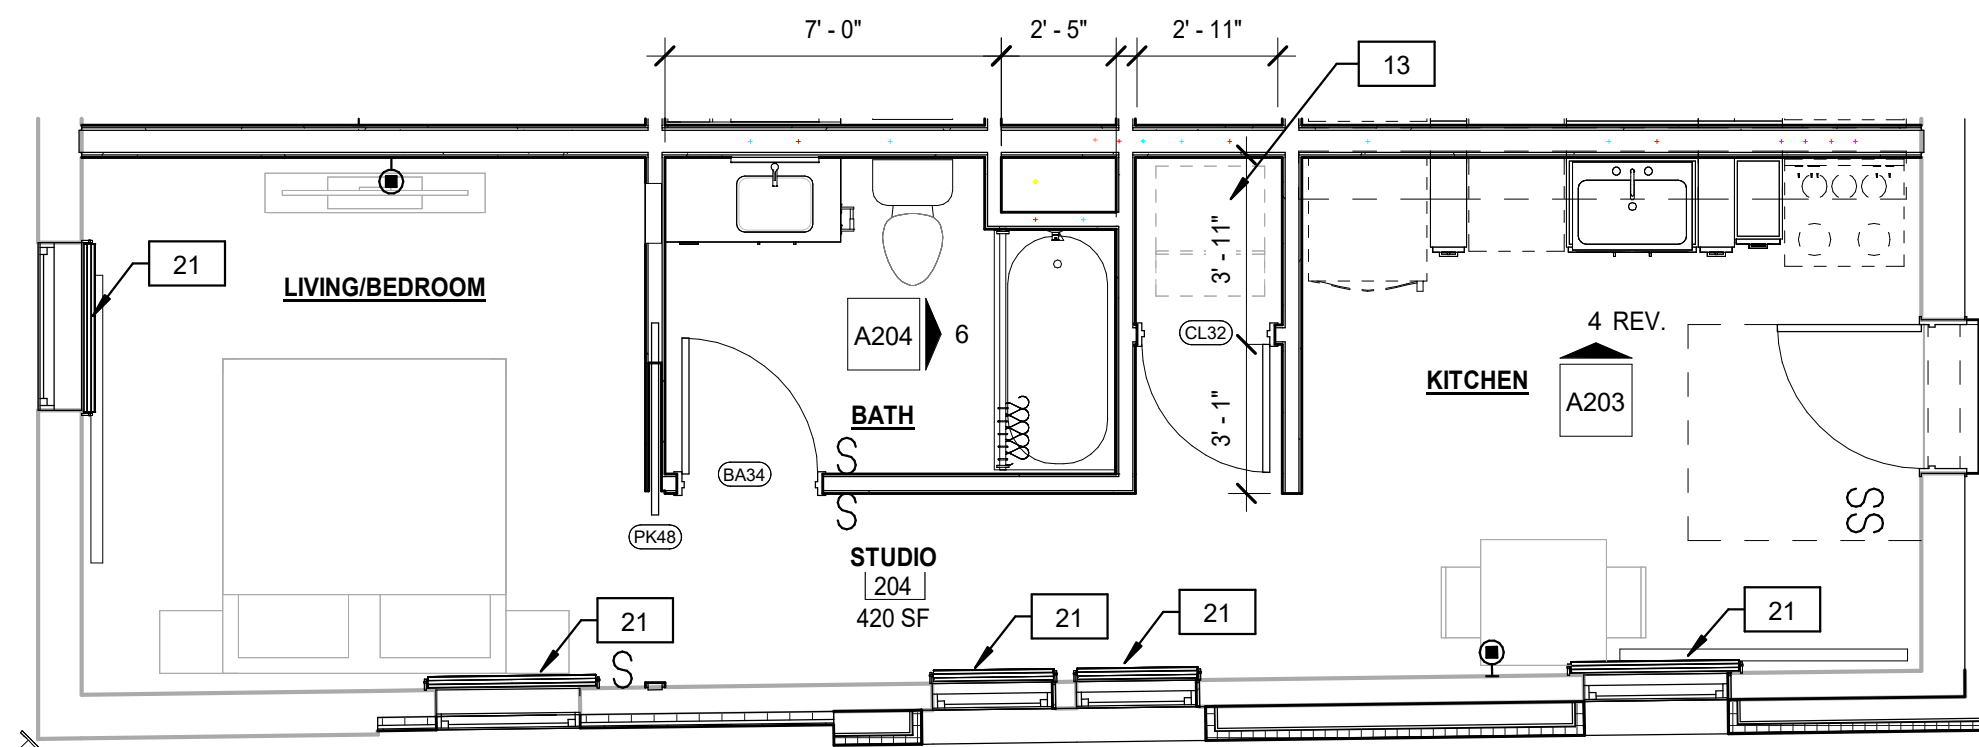 7' - 0"
2' - 5"
2' - 11"
13
21
LIVING/BEDROOM
3' - 11"
A204
6
CL32
4 REV.
KITCHEN
A203
BATH
3' - 1"
S
BA34
S
SS
PK48
STUDIO
204
420 SF
21
21
21
21
S